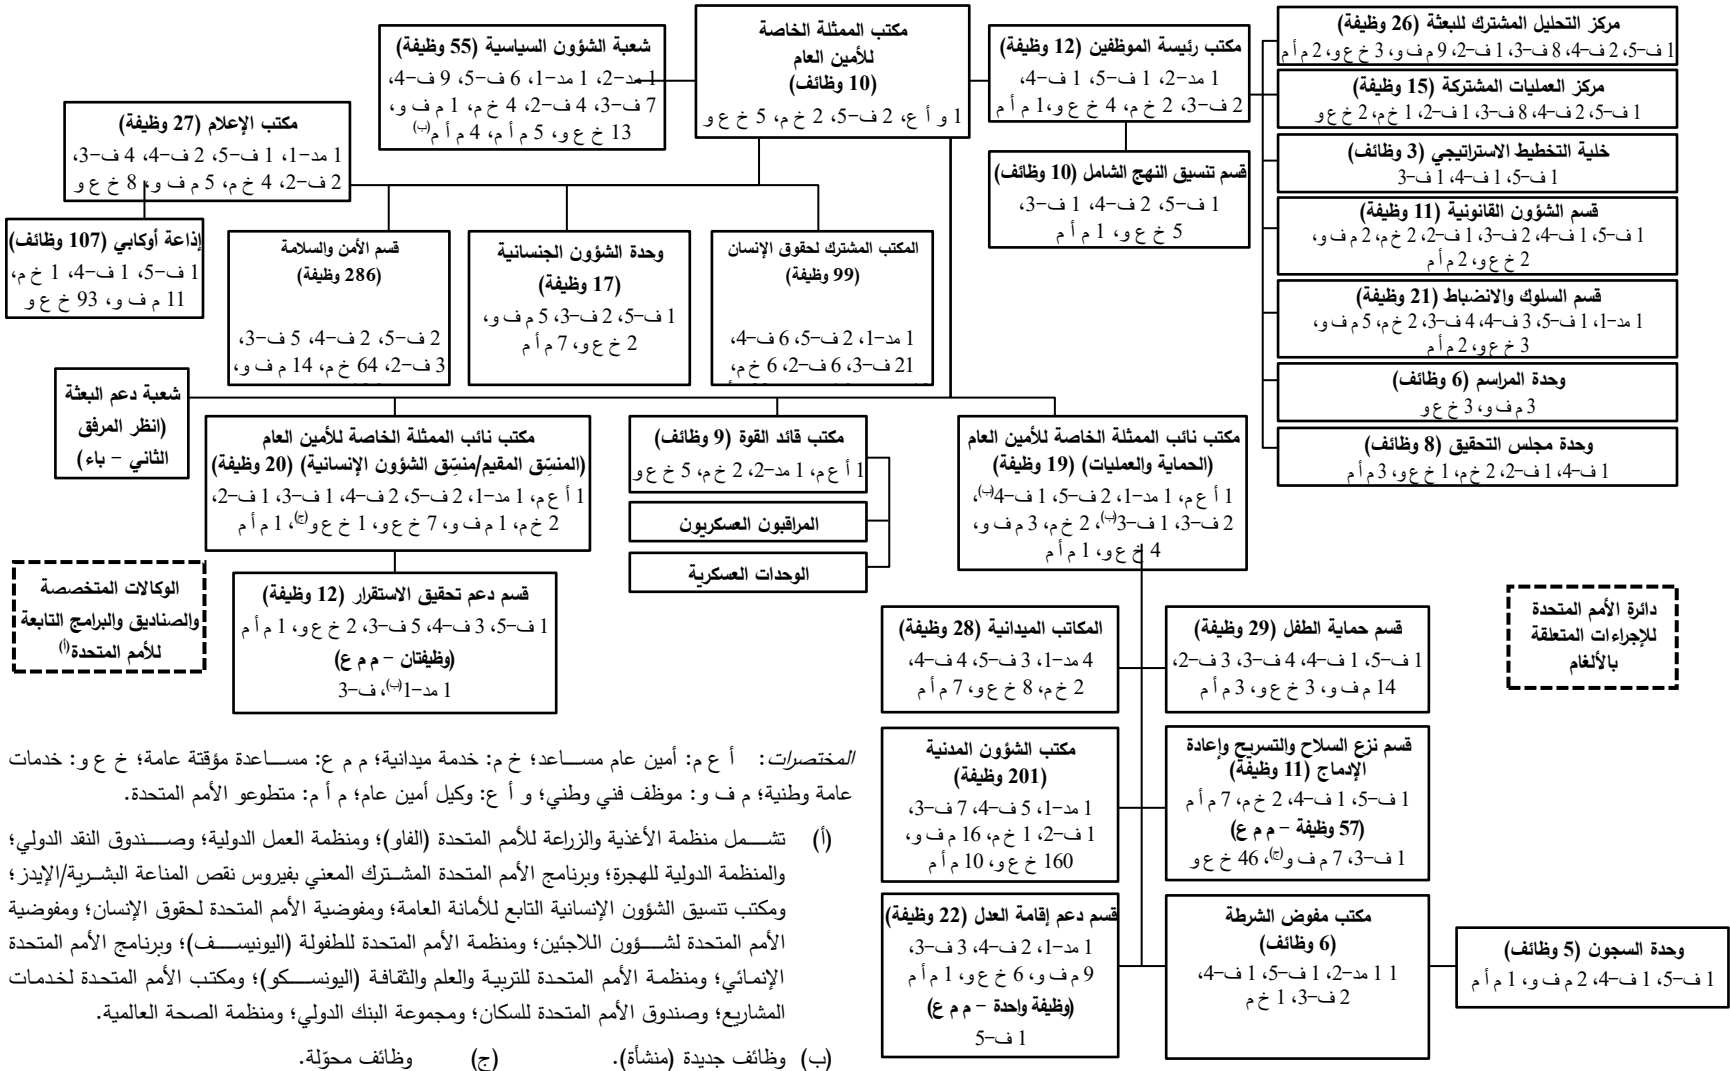 مكتب الممثلة الخاصة
للأمين العام
(10 وظائف)
1 و أ ع، 2 ف-5، 2 خ م، 5 خ ع و
شعبة الشؤون السياسية (55 وظيفة)
1 مد-2، 1 مد-1، 6 ف-5، 9 ف-4،
7 ف-3، 4 ف-2، 4 خ م، 1 م ف و،
13 خ ع و، 5 م أ م، 4 م أ م(ب)
مكتب رئيسة الموظفين (12 وظيفة)
1 مد-2، 1 ف-5، 1 ف-4،
2 ف-3، 2 خ م، 4 خ ع و، 1 م أ م
قسم تنسيق النهج الشامل (10 وظائف)
1 ف-5، 2 ف-4، 1 ف-3،
5 خ ع و، 1 م أ م
مركز التحليل المشترك للبعثة (26 وظيفة)
1 ف-5، 2 ف-4، 8 ف-3، 1 ف-2، 9 م ف و، 3 خ ع و، 2 م أ م
مركز العمليات المشتركة (15 وظيفة)
1 ف-5، 2 ف-4، 8 ف-3، 1 ف-2، 1 خ م، 2 خ ع و
خلية التخطيط الاستراتيجي (3 وظائف)
1 ف-5، 1 ف-4، 1 ف-3
قسم الشؤون القانونية (11 وظيفة)
1 ف-5، 1 ف-4، 2 ف-3، 1 ف-2، 2 خ م، 2 م ف و،
2 خ ع و، 2 م أ م
قسم السلوك والانضباط (21 وظيفة)
1 مد-1، 1 ف-5، 3 ف-4، 4 ف-3، 2 خ م، 5 م ف و،
3 خ ع و، 2 م أ م
وحدة المراسم (6 وظائف)
3 م ف و، 3 خ ع و
وحدة مجلس التحقيق (8 وظائف)
1 ف-4، 1 ف-2، 2 خ م، 1 خ ع و، 3 م أ م
مكتب الإعلام (27 وظيفة)
1 مد-1، 1 ف-5، 2 ف-4، 4 ف-3،
2 ف-2، 4 خ م، 5 م ف و، 8 خ ع و
إذاعة أوكابي (107 وظائف)
1 ف-5، 1 ف-4، 1 خ م،
11 م ف و، 93 خ ع و
قسم الأمن والسلامة
(286 وظيفة)
2 ف-5، 2 ف-4، 5 ف-3،
3 ف-2، 64 خ م، 14 م ف و،
وحدة الشؤون الجنسانية
(17 وظيفة)
1 ف-5، 2 ف-3، 5 م ف و،
2 خ ع و، 7 م أ م
المكتب المشترك لحقوق الإنسان
(99 وظيفة)
1 مد-1، 2 ف-5، 6 ف-4،
21 ف-3، 6 ف-2، 6 خ م،
شعبة دعم البعثة
(انظر المرفق
الثاني - باء)
مكتب نائب الممثلة الخاصة للأمين العام
(المنسّق المقيم/منسّق الشؤون الإنسانية) (20 وظيفة)
1 أ ع م، 1 مد-1، 2 ف-5، 2 ف-4، 1 ف-3، 1 ف-2،
2 خ م، 1 م ف و، 7 خ ع و، 1 خ ع و(ج)، 1 م أ م
قسم دعم تحقيق الاستقرار (12 وظيفة)
1 ف-5، 3 ف-4، 5 ف-3، 2 خ ع و، 1 م أ م
(وظيفتان - م م ع)
1 مد-1(ب)، ف-3
مكتب قائد القوة (9 وظائف)
1 أ ع م، 1 مد-2، 2 خ م، 5 خ ع و
المراقبون العسكريون
الوحدات العسكرية
مكتب نائب الممثلة الخاصة للأمين العام
(الحماية والعمليات) (19 وظيفة)
1 أ ع م، 1 مد-1، 2 ف-5، 1 ف-4(ب)،
2 ف-3، 1 ف-3(ب)، 2 خ م، 3 م ف و،
4 خ ع و، 1 م أ م
الوكالات المتخصصة
والصناديق والبرامج التابعة
للأمم المتحدة(أ)
دائرة الأمم المتحدة
للإجراءات المتعلقة
بالألغام
قسم حماية الطفل (29 وظيفة)
1 ف-5، 1 ف-4، 4 ف-3، 3 ف-2،
14 م ف و، 3 خ ع و، 3 م أ م
المكاتب الميدانية (28 وظيفة)
4 مد-1، 3 ف-5، 4 ف-4،
2 خ م، 8 خ ع و، 7 م أ م
قسم نزع السلاح والتسريح وإعادة
الإدماج (11 وظيفة)
1 ف-5، 1 ف-4، 2 خ م، 7 م أ م
(57 وظيفة - م م ع)
1 ف-3، 7 م ف و(ج)، 46 خ ع و
مكتب الشؤون المدنية
(201 وظيفة)
1 مد-1، 5 ف-4، 7 ف-3،
1 ف-2، 1 خ م، 16 م ف و،
160 خ ع و، 10 م أ م
مكتب مفوض الشرطة
(6 وظائف)
1 1 مد-2، 1 ف-5، 1 ف-4،
2 ف-3، 1 خ م
قسم دعم إقامة العدل (22 وظيفة)
1 مد-1، 2 ف-4، 3 ف-3،
9 م ف و، 6 خ ع و، 1 م أ م
(وظيفة واحدة - م م ع)
1 ف-5
وحدة السجون (5 وظائف)
1 ف-5، 1 ف-4، 2 م ف و، 1 م أ م
المختصرات: أ ع م: أمين عام مساعد؛ خ م: خدمة ميدانية؛ م م ع: مساعدة مؤقتة عامة؛ خ ع و: خدمات
عامة وطنية؛ م ف و: موظف فني وطني؛ و أ ع: وكيل أمين عام؛ م أ م: متطوعو الأمم المتحدة.
(أ) تشمل منظمة الأغذية والزراعة للأمم المتحدة (الفاو)؛ ومنظمة العمل الدولية؛ وصندوق النقد الدولي؛
والمنظمة الدولية للهجرة؛ وبرنامج الأمم المتحدة المشترك المعني بفيروس نقص المناعة البشرية/الإيدز؛
ومكتب تنسيق الشؤون الإنسانية التابع للأمانة العامة؛ ومفوضية الأمم المتحدة لحقوق الإنسان؛ ومفوضية
الأمم المتحدة لشؤون اللاجئين؛ ومنظمة الأمم المتحدة للطفولة (اليونيسف)؛ وبرنامج الأمم المتحدة
الإنمائي؛ ومنظمة الأمم المتحدة للتربية والعلم والثقافة (اليونسكو)؛ ومكتب الأمم المتحدة لخدمات
المشاريع؛ وصندوق الأمم المتحدة للسكان؛ ومجموعة البنك الدولي؛ ومنظمة الصحة العالمية.
(ب) وظائف جديدة (منشأة). (ج) وظائف محوّلة.